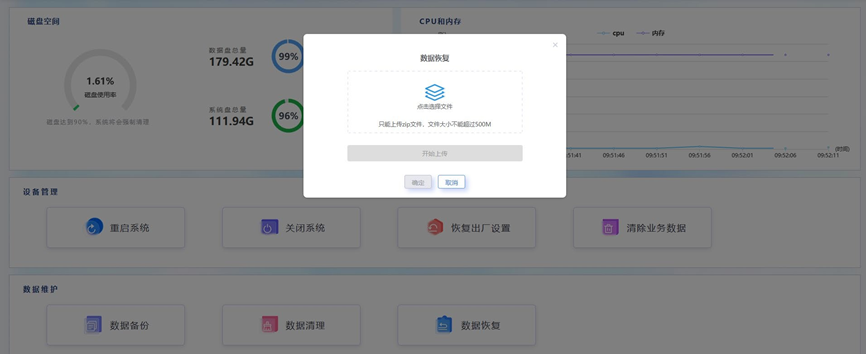 磁盘空间
1.61%
磁盘使用率
磁盘达到90%，系统将会强制清理
数据盘总量
179.42G
99%
系统盘总量
111.94G
96%
CPU和内存
cpu
内存
(时间)
09:51:46
09:51:51
09:51:56
09:52:01
09:52:06
09:52:11
数据恢复
点击选择文件
只能上传zip文件，文件大小不能超过500M
开始上传
确定
取消
设备管理
重启系统
关闭系统
恢复出厂设置
清除业务数据
数据维护
数据备份
数据清理
数据恢复